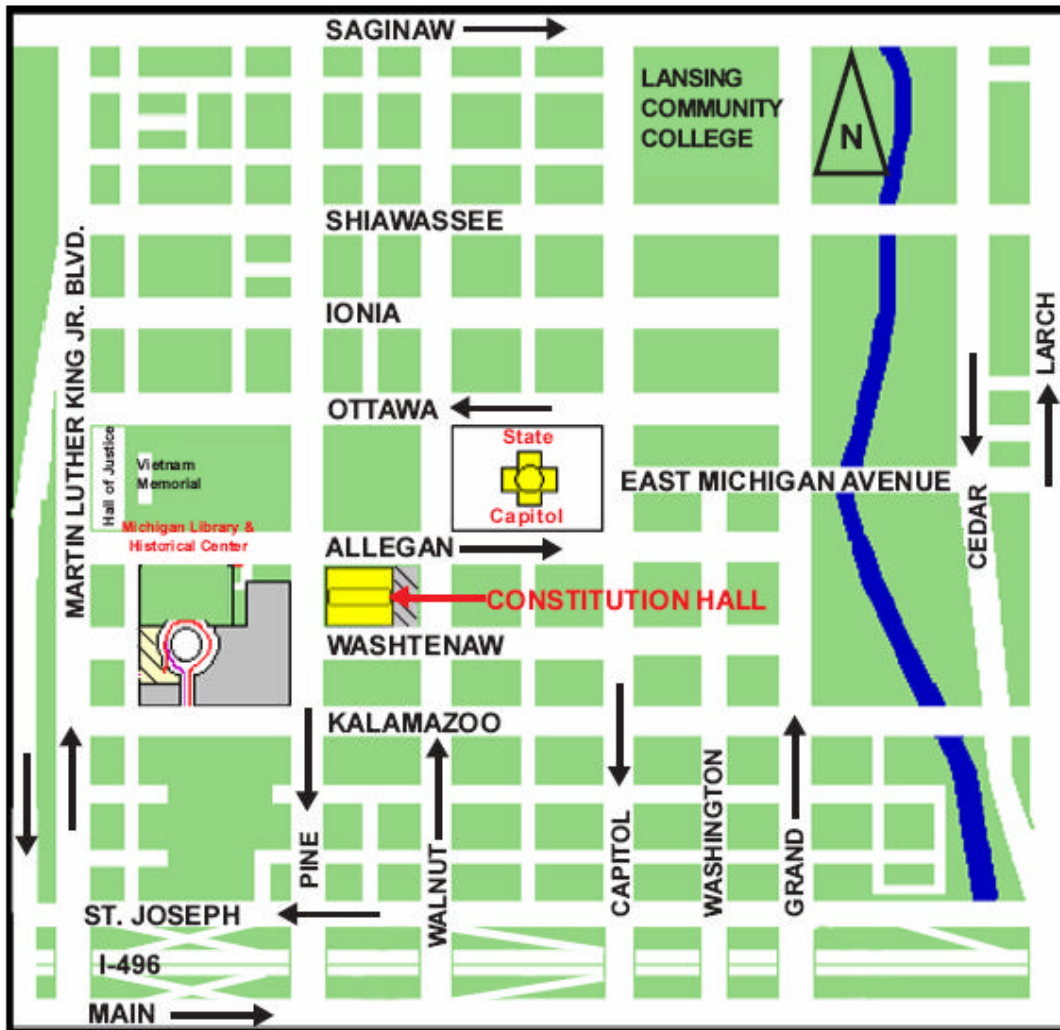 SAGINAW
LANSING
COMMUNITY
COLLEGE
N
SHIAWASSEE
MARTIN LUTHER KING JR. BLVD.
IONIA
LARCH
OTTAWA
Hall of Justice
Vietnam
Memorial
State
Capitol
EAST MICHIGAN AVENUE
CEDAR
Michigan Library &
Historical Center
ALLEGAN
CONSTITUTION HALL
WASHTENAW
KALAMAZOO
PINE
WALNUT
CAPITOL
WASHINGTON
GRAND
ST. JOSEPH
I-496
MAIN